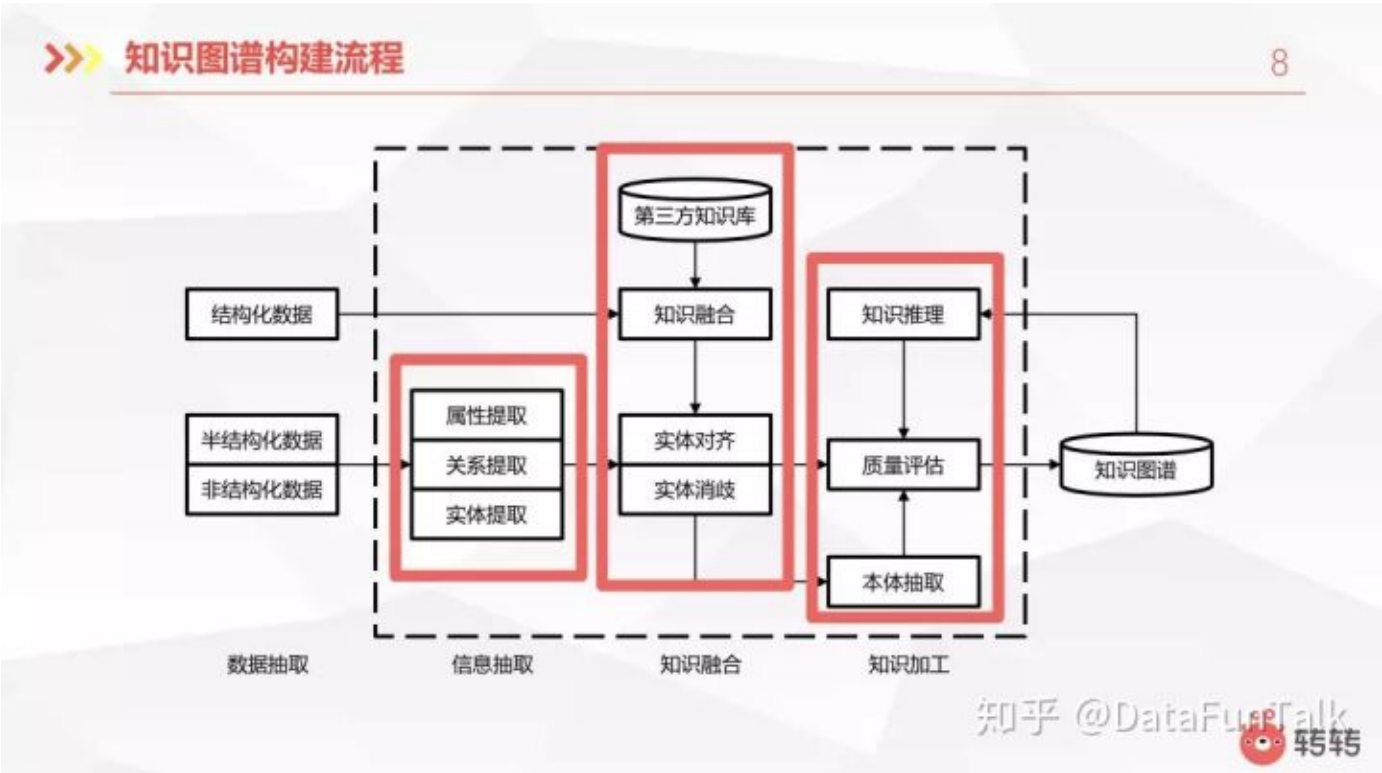 知识图谱构建流程
8
第三方知识库
结构化数据
知识融合
知识推理
属性提取
半结构化数据
关系提取
实体对齐
质量评估
知识图谱
非结构化数据
实体提取
实体消歧
本体抽取
数据抽取
信息抽取
知识融合
知识加工
知乎 @DataFunTalk
转转